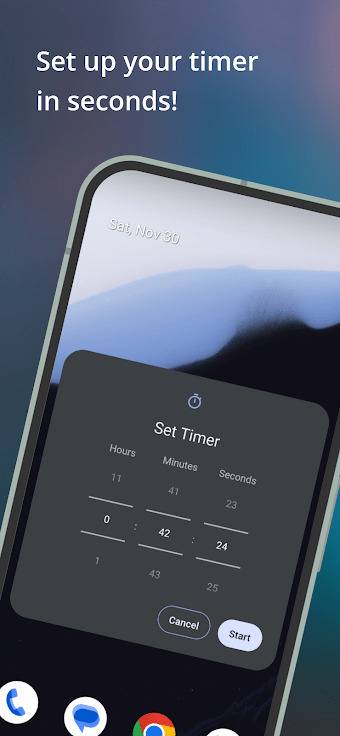 Set up your timer
in seconds!
Sat, Nov 30
Set Timer
Hours Minutes Seconds
11 41 23
0 : 42 : 24
1 43 25
Cancel Start